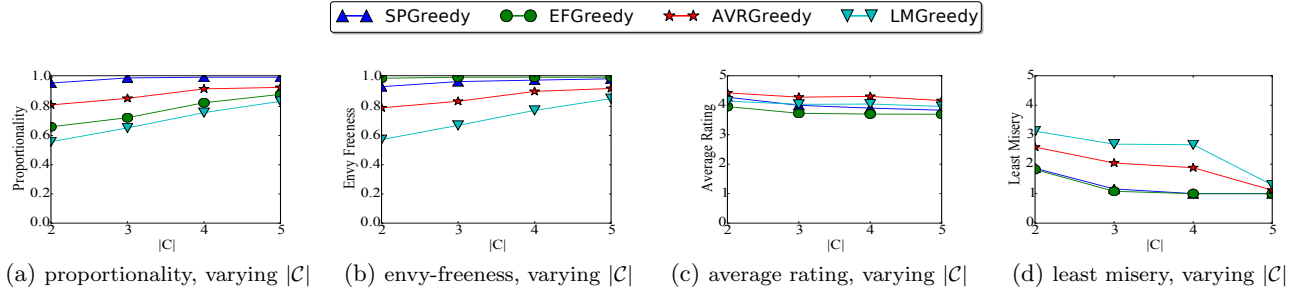 SPGreedy EFGreedy AVRGreedy LMGreedy
1.0
0.8
0.6
0.4
0.2
0.0
Proportionality
2 3 4 5
|C|
(a) proportionality, varying |C|
1.0
0.8
0.6
0.4
0.2
0.0
Envy Freeness
2 3 4 5
|C|
(b) envy-freeness, varying |C|
5
4
3
2
1
0
Average Rating
2 3 4 5
|C|
(c) average rating, varying |C|
5
4
3
2
1
0
Least Misery
2 3 4 5
|C|
(d) least misery, varying |C|